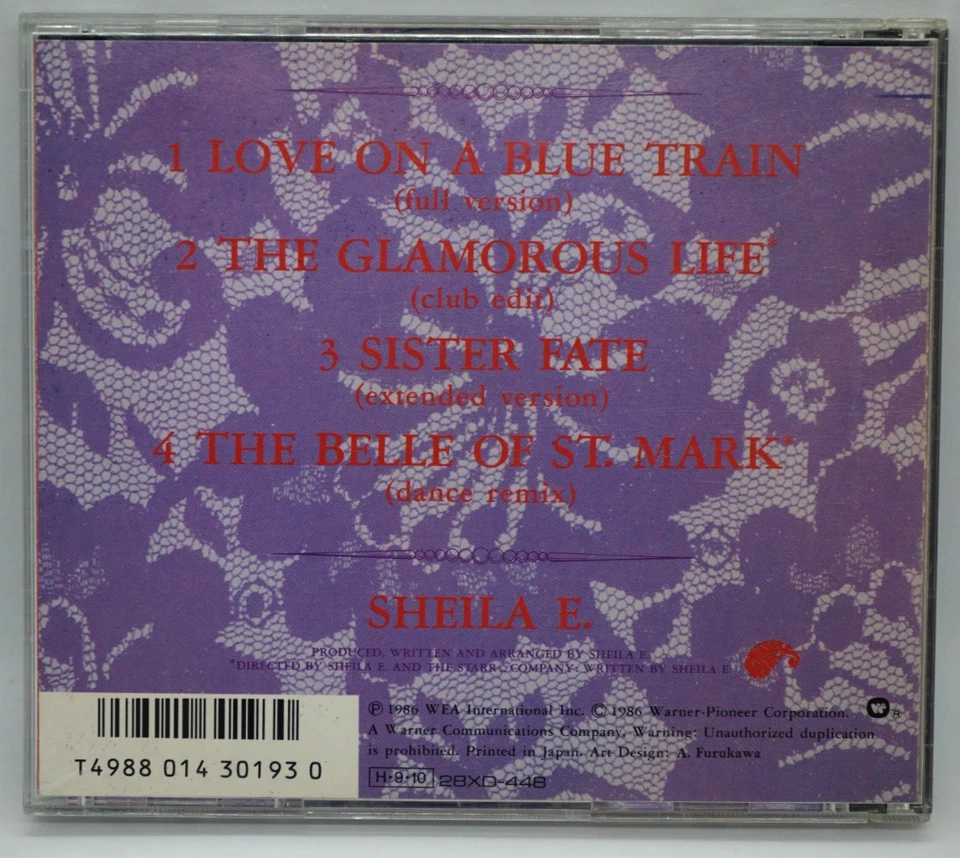 1 LOVE ON A BLUE TRAIN
(full version)
2 THE GLAMOROUS LIFE*
(club edit)
3 SISTER FATE
(extended version)
4 THE BELLE OF ST. MARK*
(dance remix)
SHEILA E.
PRODUCED, WRITTEN AND ARRANGED BY SHEILA E.
*DIRECTED BY SHEILA E. AND THE STARR ★ COMPANY; WRITTEN BY SHEILA E.
Ⓟ 1986 WEA International Inc. © 1986 Warner-Pioneer Corporation.
A Warner Communications Company. Warning: Unauthorized duplication
is prohibited. Printed in Japan. Art Design: A. Furukawa
H·9·10 28XD-448
T4988 014 30193 0